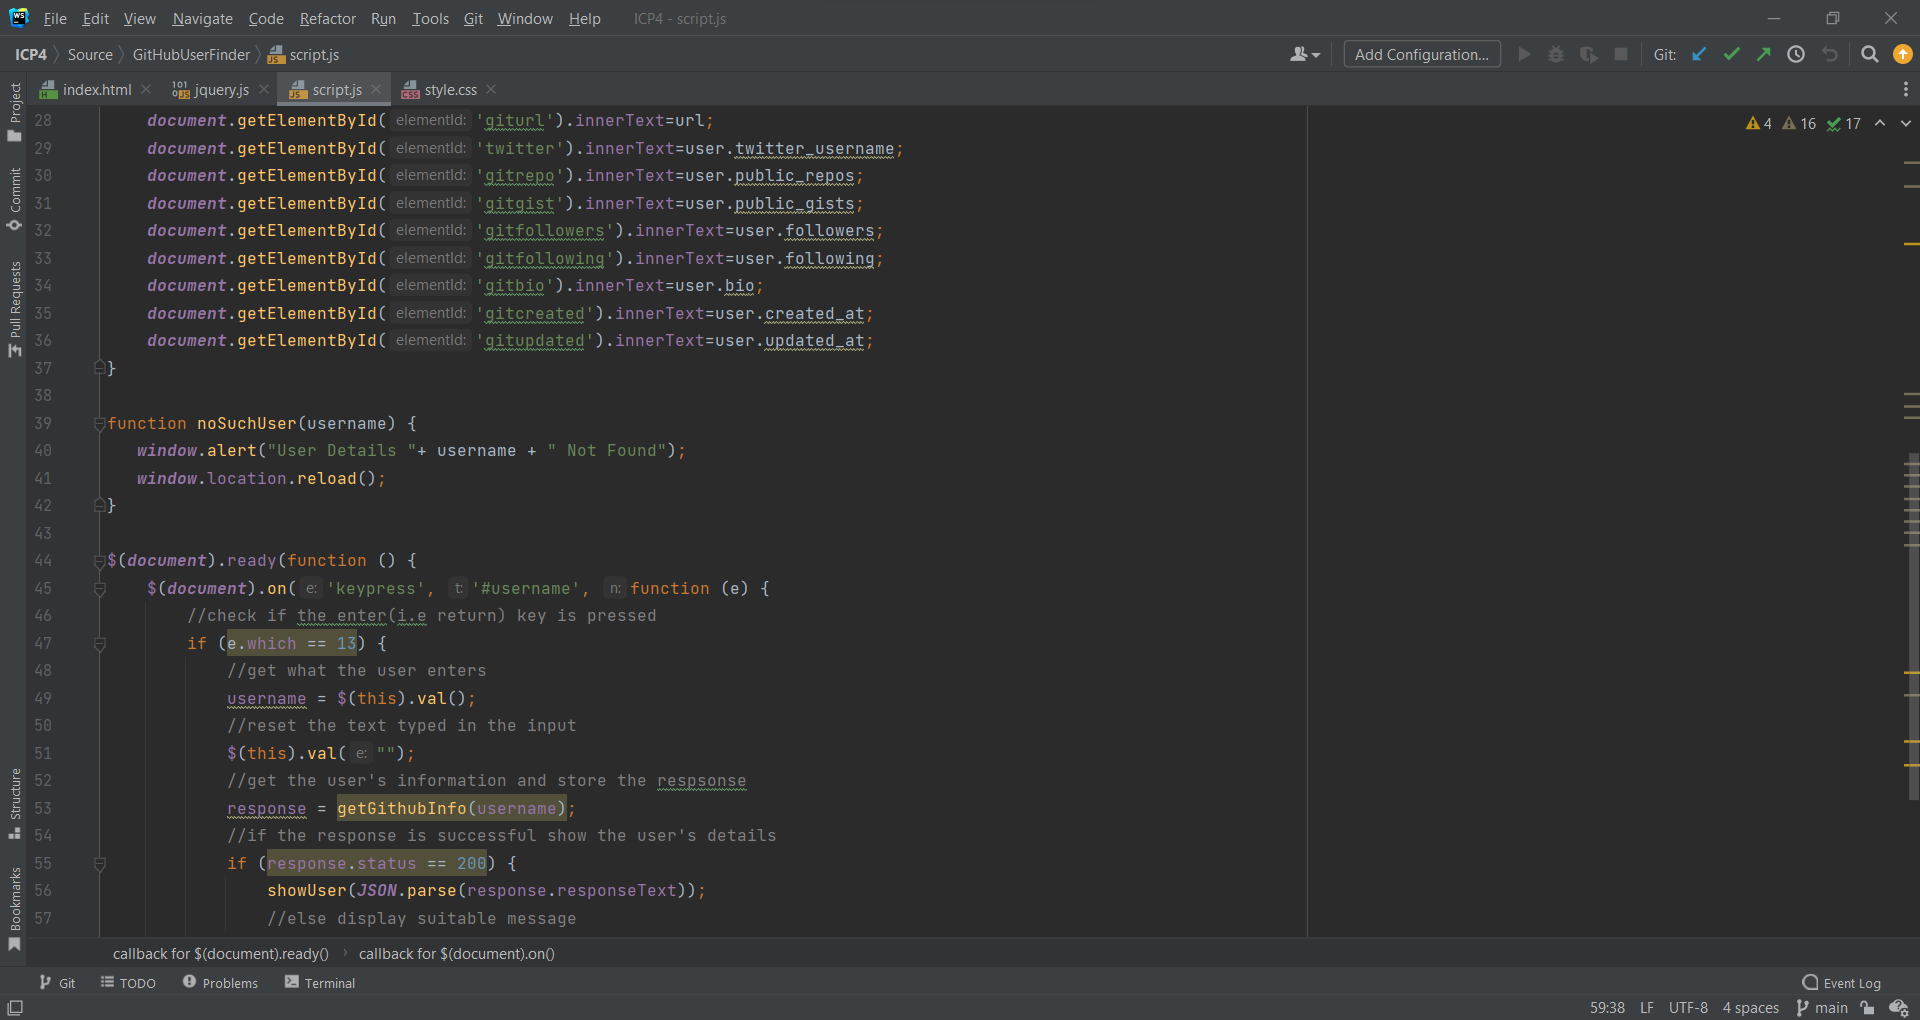 WS File Edit View Navigate Code Refactor Run Tools Git Window Help ICP4 - script.js
ICP4 Source GitHubUserFinder script.js Add Configuration... Git:
index.html jquery.js script.js style.css
Project
Commit
Pull Requests
Structure
Bookmarks
4 16 17
28 document.getElementById( elementId: 'giturl').innerText=url;
29 document.getElementById( elementId: 'twitter').innerText=user.twitter_username;
30 document.getElementById( elementId: 'gitrepo').innerText=user.public_repos;
31 document.getElementById( elementId: 'gitgist').innerText=user.public_gists;
32 document.getElementById( elementId: 'gitfollowers').innerText=user.followers;
33 document.getElementById( elementId: 'gitfollowing').innerText=user.following;
34 document.getElementById( elementId: 'gitbio').innerText=user.bio;
35 document.getElementById( elementId: 'gitcreated').innerText=user.created_at;
36 document.getElementById( elementId: 'gitupdated').innerText=user.updated_at;
37 }
38
39 function noSuchUser(username) {
40 window.alert("User Details "+ username + " Not Found");
41 window.location.reload();
42 }
43
44 $(document).ready(function () {
45 $(document).on( e: 'keypress', t: '#username', n: function (e) {
46 //check if the enter(i.e return) key is pressed
47 if (e.which == 13) {
48 //get what the user enters
49 username = $(this).val();
50 //reset the text typed in the input
51 $(this).val( e: "");
52 //get the user's information and store the respsonse
53 response = getGithubInfo(username);
54 //if the response is successful show the user's details
55 if (response.status == 200) {
56 showUser(JSON.parse(response.responseText));
57 //else display suitable message
callback for $(document).ready() callback for $(document).on()
Git TODO Problems Terminal Event Log
59:38 LF UTF-8 4 spaces main